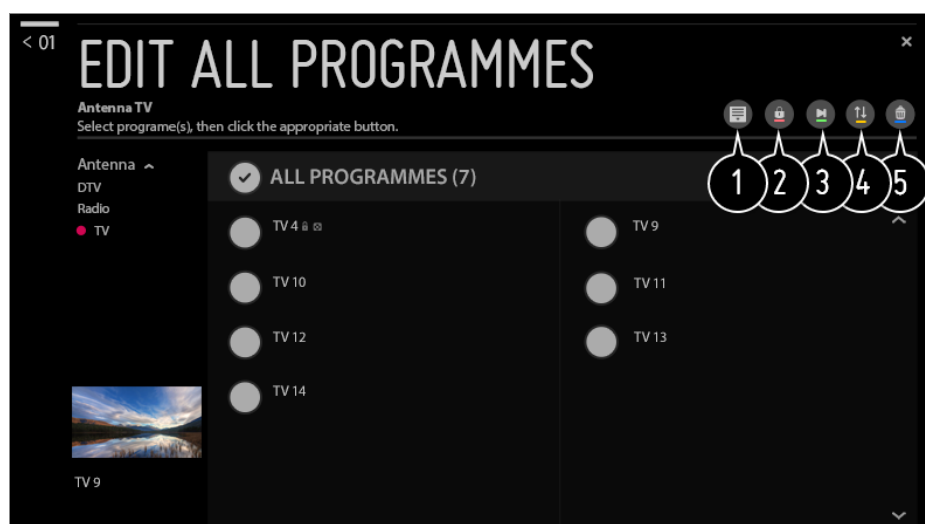 < 01
EDIT ALL PROGRAMMES
Antenna TV
Select programe(s), then click the appropriate button.
1 2 3 4 5
Antenna
DTV
Radio
TV
ALL PROGRAMMES (7)
TV 4
TV 9
TV 10
TV 11
TV 12
TV 13
TV 14
TV 9